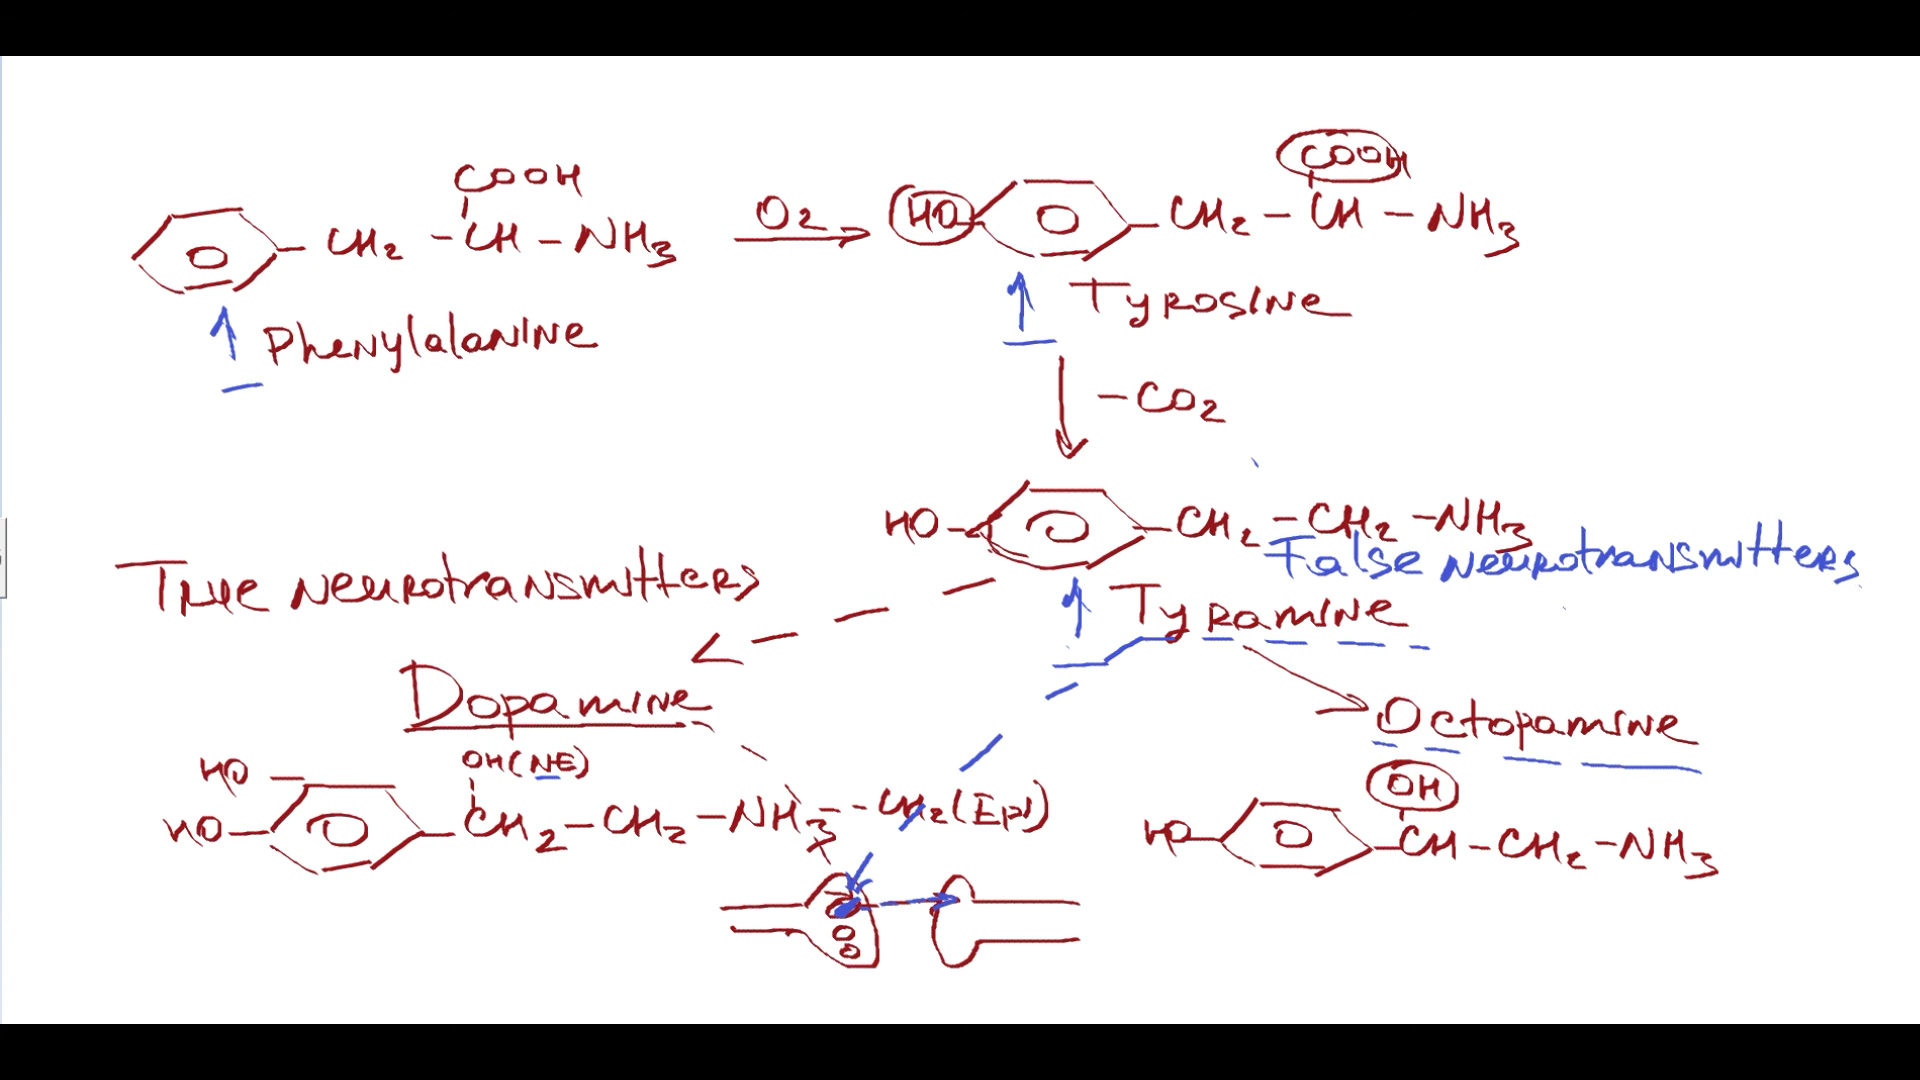 COOH
CH2 - CH - NH3
Phenylalanine
O2
COOH
HO - CH2 - CH - NH3
Tyrosine
- CO2
HO - CH2 - CH2 - NH3
False neurotransmitters
Tyramine
True neurotransmitters
Dopamine
OH (NE)
HO
HO - CH2 - CH2 - NH3 - CH2 (Epi)
Octopamine
OH
HO - CH - CH2 - NH3